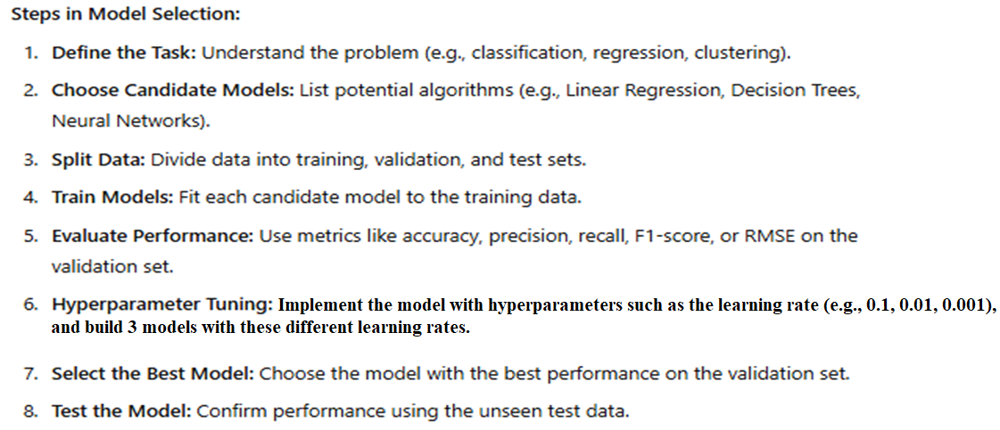 Steps in Model Selection:
1. Define the Task: Understand the problem (e.g., classification, regression, clustering).
2. Choose Candidate Models: List potential algorithms (e.g., Linear Regression, Decision Trees,
Neural Networks).
3. Split Data: Divide data into training, validation, and test sets.
4. Train Models: Fit each candidate model to the training data.
5. Evaluate Performance: Use metrics like accuracy, precision, recall, F1-score, or RMSE on the
validation set.
6. Hyperparameter Tuning: Implement the model with hyperparameters such as the learning rate (e.g., 0.1, 0.01, 0.001),
and build 3 models with these different learning rates.
7. Select the Best Model: Choose the model with the best performance on the validation set.
8. Test the Model: Confirm performance using the unseen test data.